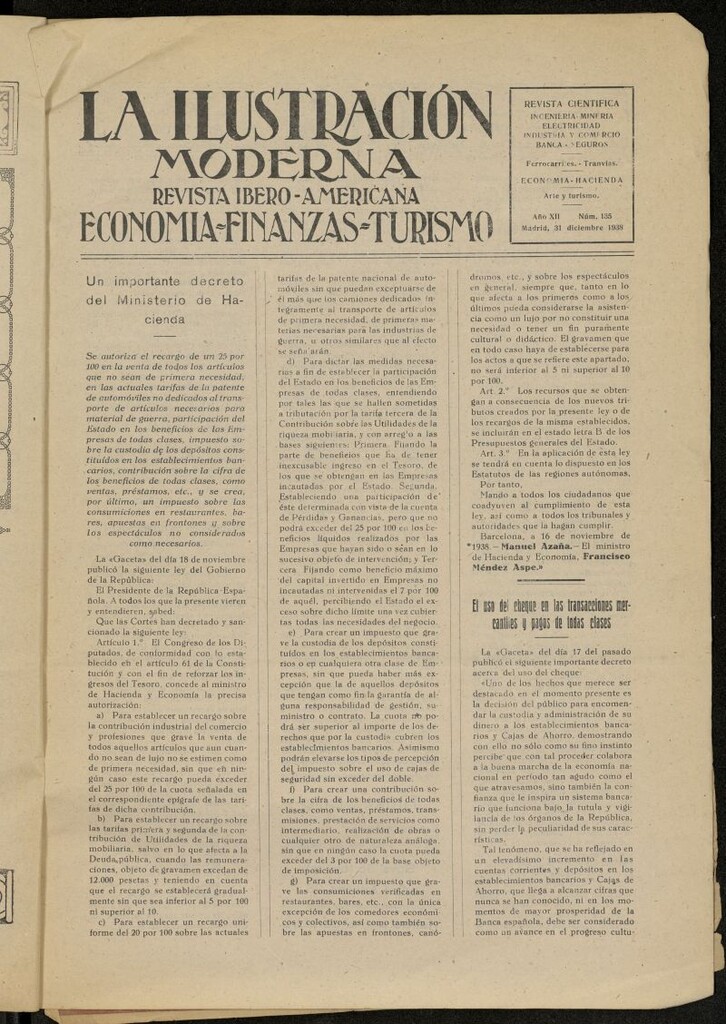 LA ILUSTRACIÓN
MODERNA
REVISTA IBERO-AMERICANA
ECONOMIA=FINANZAS=TURISMO
REVISTA CIENTIFICA
INGENIERIA-MINERIA
ELECTRICIDAD
INDUSTRIA Y COMERCIO
BANCA - SEGUROS
Ferrocarriles. - Tranvías.
ECONOMIA-HACIENDA
Arte y turismo.
Año XII Núm. 135
Madrid, 31 diciembre 1938
Un importante decreto
del Ministerio de Ha-
cienda
Se autoriza el recargo de un 25 por
100 en la venta de todos los artículos
que no sean de primera necesidad,
en las actuales tarifas de la patente
de automóviles no dedicados al trans-
porte de artículos necesarios para
material de guerra, participación del
Estado en los beneficios de las Em-
presas de todas clases, impuesto so-
bre la custodia de los depósitos cons-
tituídos en los establecimientos ban-
carios, contribución sobre la cifra de
los beneficios de todas clases, como
ventas, préstamos, etc., y se crea,
por último, un impuesto sobre las
consumiciones en restaurantes, ba-
res, apuestas en frontones y sobre
los espectáculos no considerados
como necesarios.
La «Gaceta» del día 18 de noviembre
publicó la siguiente ley del Gobierno
de la República:
El Presidente de la República Espa-
ñola. A todos los que la presente vieren
y entendieren, sabed:
Que las Cortes han decretado y san-
cionado la siguiente ley:
Artículo 1.º El Congreso de los Di-
putados, de conformidad con lo esta-
blecido en el artículo 61 de la Consti-
tución y con el fin de reforzar los in-
gresos del Tesoro, concede al ministro
de Hacienda y Economía la precisa
autorización:
a) Para establecer un recargo sobre
la contribución industrial del comercio
y profesiones que grave la venta de
todos aquellos artículos que aun cuan-
do no sean de lujo no se estimen como
de primera necesidad, sin que en nin-
gún caso este recargo pueda exceder
del 25 por 100 de la cuota señalada en
el correspondiente epígrafe de las tari-
fas de dicha contribución.
b) Para establecer un recargo sobre
las tarifas primera y segunda de la con-
tribución de Utilidades de la riqueza
mobiliaria, salvo en lo que afecta a la
Deuda pública, cuando las remunera-
ciones, objeto de gravamen excedan de
12.000 pesetas y teniendo en cuenta
que el recargo se establecerá gradual-
mente sin que sea inferior al 5 por 100
ni superior al 10.
c) Para establecer un recargo uni-
forme del 20 por 100 sobre las actuales
tarifas de la patente nacional de auto-
móviles sin que puedan exceptuarse de
él más que los camiones dedicados ín-
tegramente al transporte de artículos
de primera necesidad, de primeras ma-
terias necesarias para las industrias de
guerra, u otros similares que al efecto
se señalarán.
d) Para dictar las medidas necesa-
rias a fin de establecer la participación
del Estado en los beneficios de las Em-
presas de todas clases, entendiendo
por tales las que se hallen sometidas
a tributación por la tarifa tercera de la
Contribución sobre las Utilidades de la
riqueza mobiliaria, y con arreglo a las
bases siguientes: Primera. Fijando la
parte de beneficios que ha de tener
inexcusable ingreso en el Tesoro, de
los que se obtengan en las Empresas
incautadas por el Estado. Segunda.
Estableciendo una participación de
éste determinada con vista de la cuenta
de Pérdidas y Ganancias, pero que no
podrá exceder del 25 por 100 en los be-
neficios líquidos realizados por las
Empresas que hayan sido o sean en lo
sucesivo objeto de intervención; y Ter-
cera Fijando como beneficio máximo
del capital invertido en Empresas no
incautadas ni intervenidas el 7 por 100
de aquél, percibiendo el Estado el ex-
ceso sobre dicho límite una vez cubier-
tas todas las necesidades del negocio.
e) Para crear un impuesto que gra-
ve la custodia de los depósitos consti-
tuídos en los establecimientos banca-
rios o en cualquiera otra clase de Em-
presas, sin que pueda haber más ex-
cepción que la de aquellos depósitos
que tengan como fin la garantía de al-
guna responsabilidad de gestión, su-
ministro o contrato. La cuota no po-
drá ser superior al importe de los de-
rechos que por la custodia cubren los
establecimientos bancarios. Asimismo
podrán elevarse los tipos de percepción
del impuesto sobre el uso de cajas de
seguridad sin exceder del doble.
f) Para crear una contribución so-
bre la cifra de los beneficios de todas
clases, como ventas, préstamos, trans-
misiones, prestación de servicios como
intermediario, realización de obras o
cualquier otro de naturaleza análoga,
sin que en ningún caso la cuota pueda
exceder del 3 por 100 de la base objeto
de imposición.
g) Para crear un impuesto que gra-
ve las consumiciones verificadas en
restaurantes, bares, etc., con la única
excepción de los comedores económi-
cos y colectivos, así como también so-
bre las apuestas en frontones, canó-
dromos, etc., y sobre los espectáculos
en general, siempre que, tanto en lo
que afecta a los primeros como a los
últimos pueda considerarse la asisten-
cia como un lujo por no constituir una
necesidad o tener un fin puramente
cultural o didáctico. El gravamen que
en todo caso haya de establecerse para
los actos a que se refiere este apartado,
no será inferior al 5 ni superior al 10
por 100.
Art. 2.º Los recursos que se obten-
gan a consecuencia de los nuevos tri-
butos creados por la presente ley o de
los recargos de la misma establecidos,
se incluirán en el estado letra B de los
Presupuestos generales del Estado.
Art. 3.º En la aplicación de esta ley
se tendrá en cuenta lo dispuesto en los
Estatutos de las regiones autónomas.
Por tanto,
Mando a todos los ciudadanos que
coadyuven al cumplimiento de esta
ley, así como a todos los tribunales y
autoridades que la hagan cumplir.
Barcelona, a 16 de noviembre de
1938.— Manuel Azaña.— El ministro
de Hacienda y Economía, Francisco
Méndez Aspe.»
El uso del cheque en las transacciones mer-
cantiles y pagos de todas clases
La «Gaceta» del día 17 del pasado
publicó el siguiente importante decreto
acerca del uso del cheque:
«Uno de los hechos que merece ser
destacado en el momento presente es
la decisión del público para encomen-
dar la custodia y administración de su
dinero a los establecimientos bancarios
y Cajas de Ahorro, demostrando
con ello no sólo como su fino instinto
percibe que con tal proceder colabora
a la buena marcha de la economía na-
cional en período tan agudo como el
que atravesamos, sino también la con-
fianza que le inspira un sistema banca-
rio que funciona bajo la tutula y vigi-
lancia de los órganos de la República,
sin perder la peculiaridad de sus carac-
rísticas.
Tal fenómeno, que se ha reflejado en
un elevadísimo incremento en las
cuentas corrientes y depósitos en los
establecimientos bancarios y Cajas de
Ahorro, que llega a alcanzar cifras que
nunca se han conocido, ni en los mo-
mentos de mayor prosperidad de la
Banca española, debe ser considerado
como un avance en el progreso cultu-